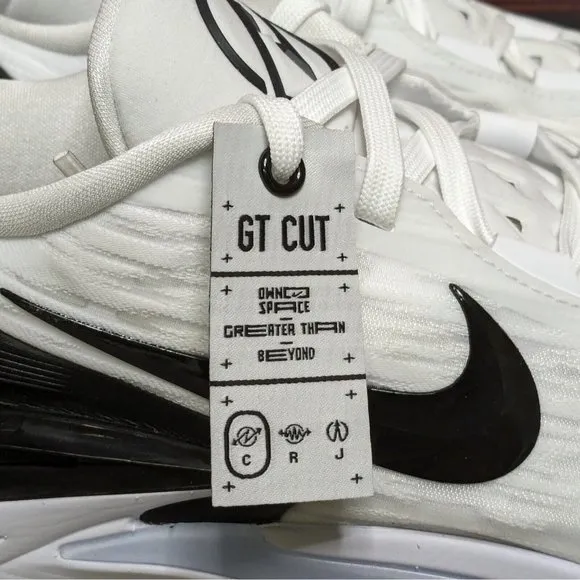 GT CUT
OWN
SPACE
GREATER THAN
BEYOND
C R J